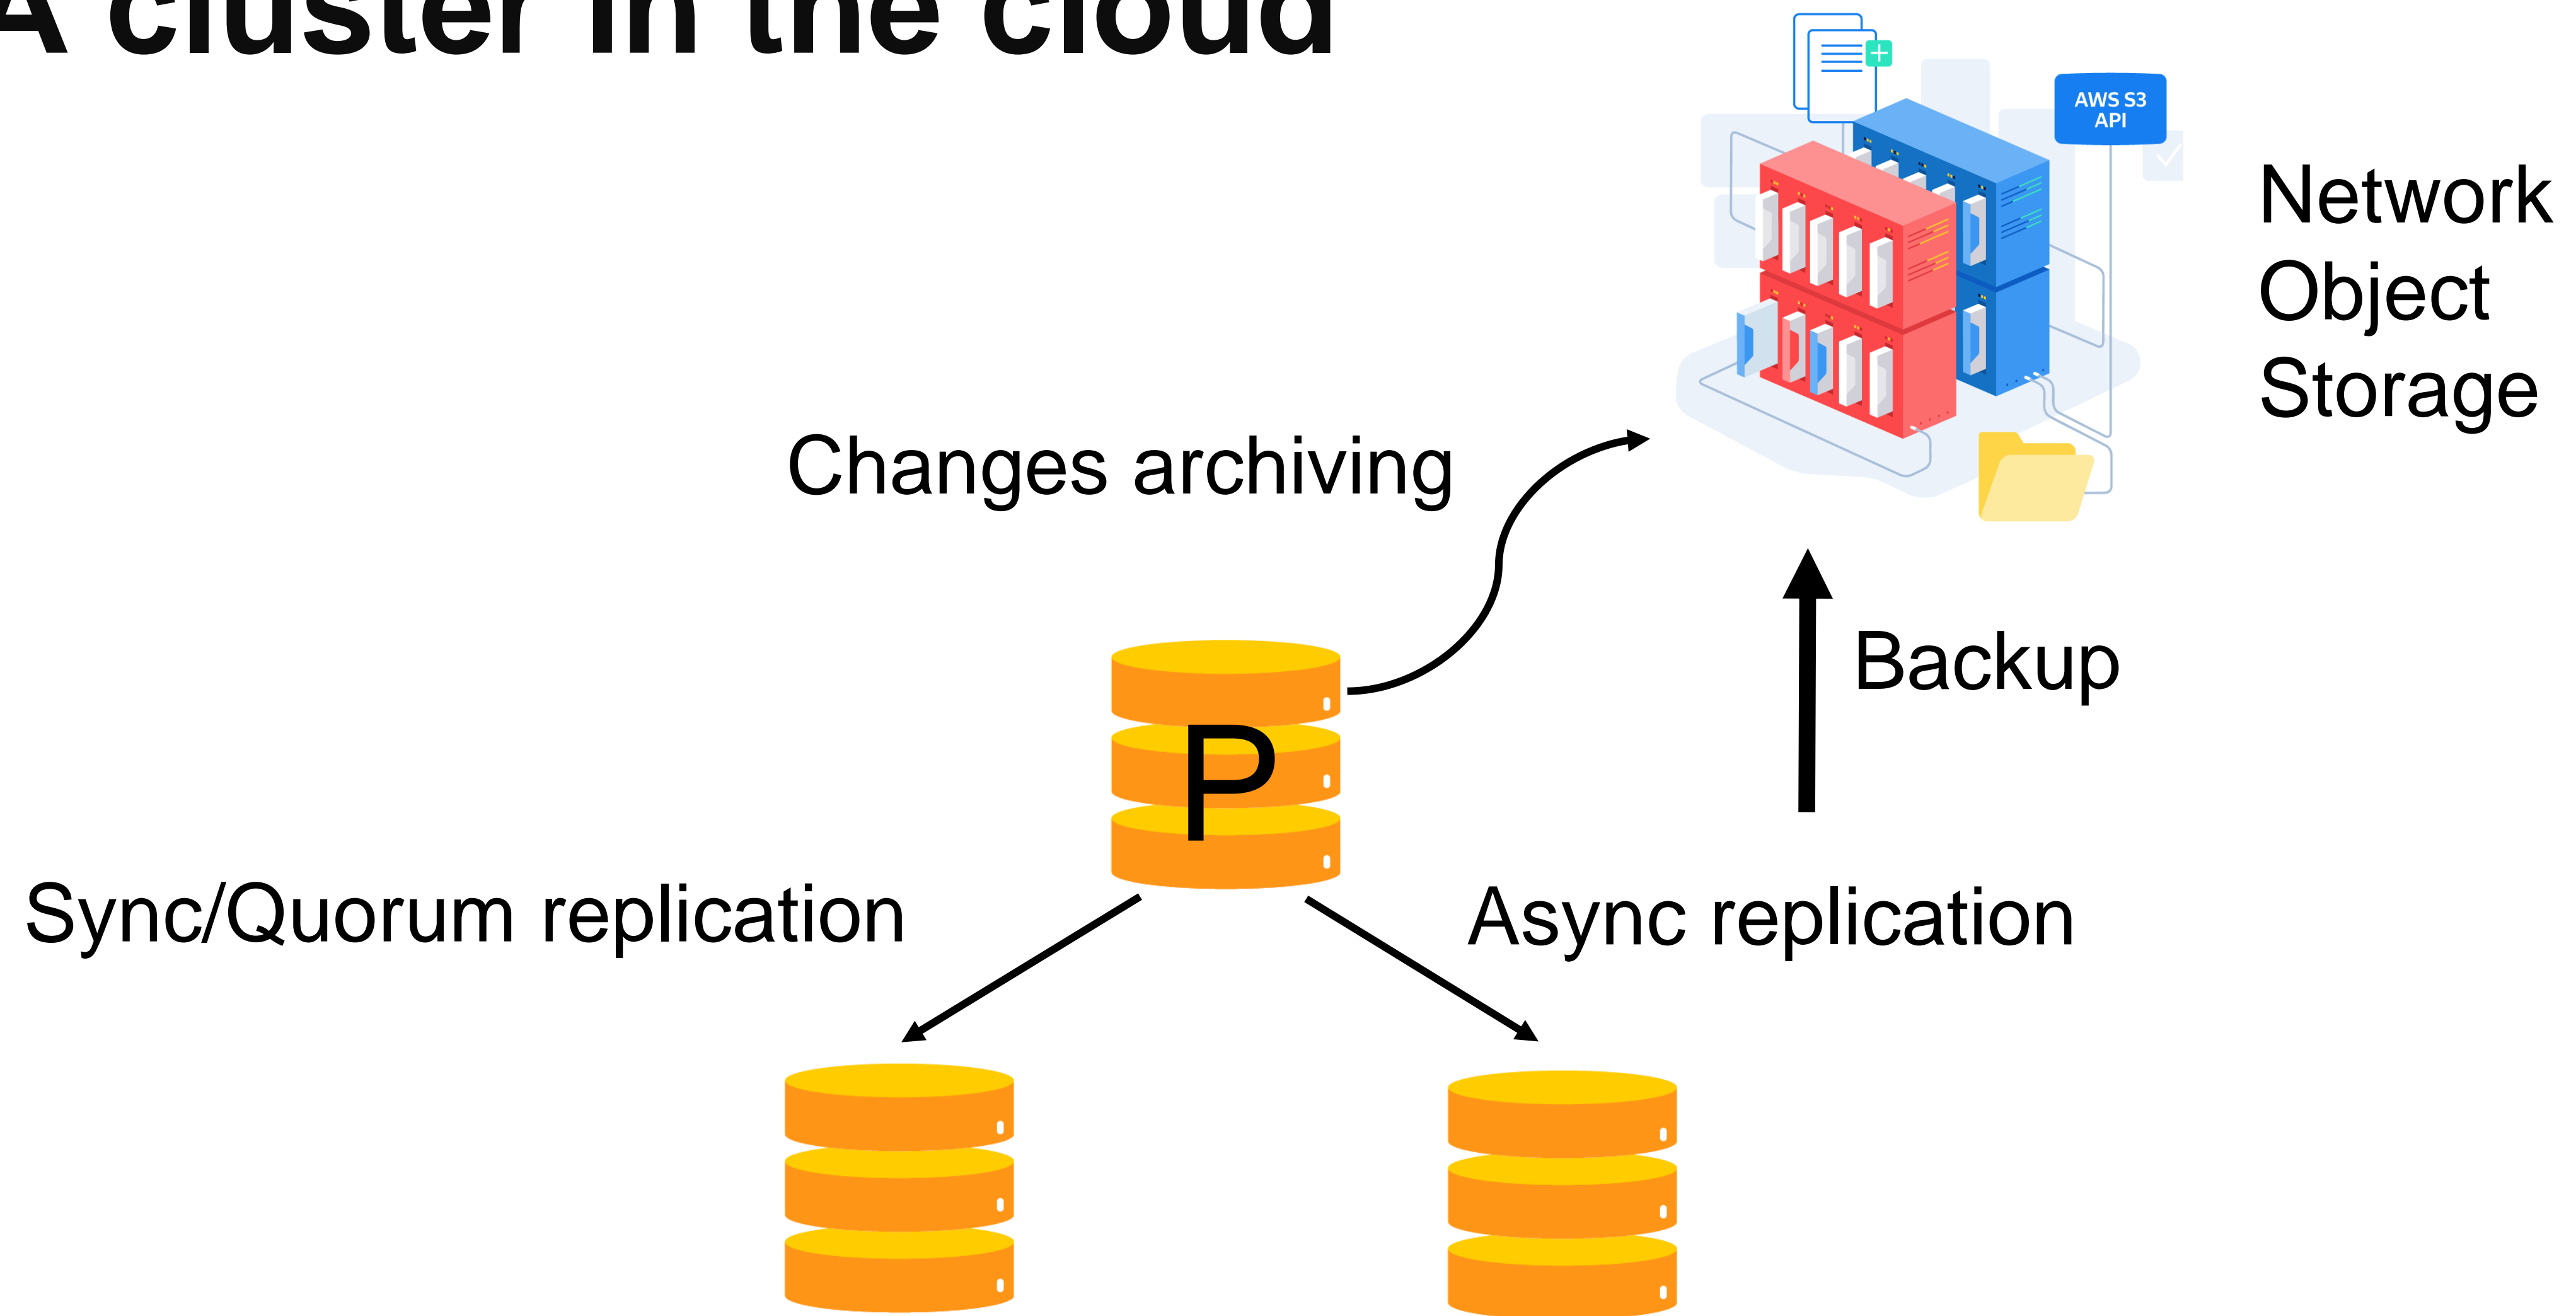 A cluster in the cloud
AWS S3
API
Network
Object
Storage
Changes archiving
Backup
P
Sync/Quorum replication
Async replication